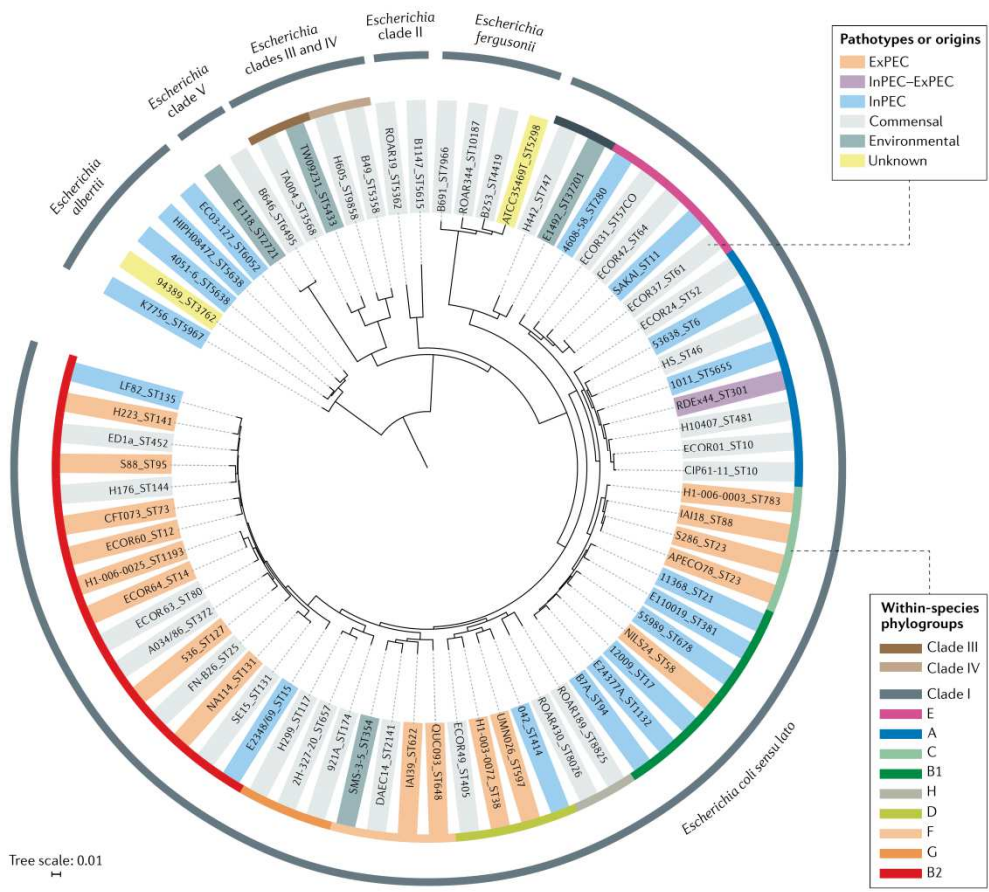 Escherichia
albertii
Escherichia
clade V
Escherichia
clades III and IV
Escherichia
clade II
Escherichia
fergusonii
Pathotypes or origins
ExPEC
InPEC–ExPEC
InPEC
Commensal
Environmental
Unknown
K7756_ST5967
94389_ST3762
4051-6_ST5638
HIPH08472_ST5638
EC03-127_ST6052
E1118_ST2721
B646_ST6495
TA004_ST3568
TW09231_ST5433
H605_ST9858
B49_ST5358
ROAR19_ST5362
B1147_ST5615
B691_ST7966
ROAR344_ST10187
B253_ST4419
ATCC35469T_ST5298
H442_ST747
E1492_ST37201
4608-58_ST280
ECOR31_ST57CO
ECOR42_ST64
SAKAI_ST11
ECOR37_ST61
ECOR24_ST52
53638_ST6
HS_ST46
1011_ST5655
RDEx44_ST301
H10407_ST481
ECOR01_ST10
CIP61-11_ST10
H1-006-0003_ST783
IAI18_ST88
S286_ST23
APECO78_ST23
11368_ST21
E110019_ST381
55989_ST678
NILS24_ST58
12009_ST17
E24377A_ST1132
B7A_ST94
ROAR189_ST8825
ROAR430_ST8026
042_ST414
UMN026_ST597
H1-003-0072_ST38
ECOR49_ST405
QUC063_ST648
IAI39_ST622
DAEC14_ST2141
SMS-3-5_ST354
921A_ST174
2H-327-20_ST657
H299_ST117
E2348/69_ST15
SE15_ST131
NA114_ST131
FN-B26_ST25
536_ST127
A034/86_ST372
ECOR63_ST80
ECOR64_ST14
H1-006-0025_ST1193
ECOR60_ST12
CFT073_ST73
H176_ST144
S88_ST95
ED1a_ST452
H223_ST141
LF82_ST135
Escherichia coli sensu lato
Within-species
phylogroups
Clade III
Clade IV
Clade I
E
A
C
B1
H
D
F
G
B2
Tree scale: 0.01